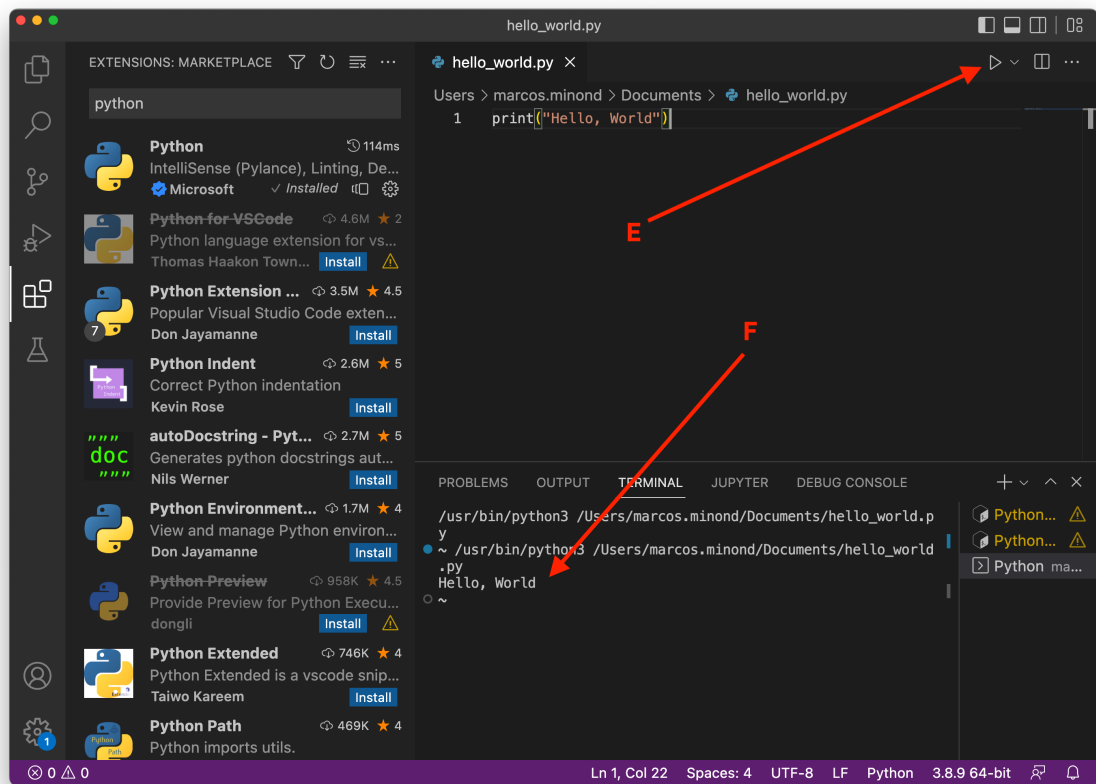 hello_world.py
EXTENSIONS: MARKETPLACE
python
Python 114ms
IntelliSense (Pylance), Linting, De...
Microsoft Installed
Python for VSCode 4.6M 2
Python language extension for vs...
Thomas Haakon Town... Install
Python Extension ... 3.5M 4.5
Popular Visual Studio Code exten...
7
Don Jayamanne Install
Python Indent 2.6M 5
Correct Python indentation
Kevin Rose Install
autoDocstring - Pyt... 2.7M 5
""" doc """
Generates python docstrings aut...
Nils Werner Install
Python Environment... 1.7M 4
View and manage Python environ...
Don Jayamanne Install
Python Preview 958K 4.5
Provide Preview for Python Execu...
dongli Install
Python Extended 746K 4
Python Extended is a vscode snip...
Taiwo Kareem Install
Python Path 469K 4
Python imports utils.
Python
Path
1
hello_world.py
Users > marcos.minond > Documents > hello_world.py
1 print("Hello, World")
E
F
PROBLEMS OUTPUT TERMINAL JUPYTER DEBUG CONSOLE
/usr/bin/python3 /Users/marcos.minond/Documents/hello_world.p
y
~ /usr/bin/python3 /Users/marcos.minond/Documents/hello_world
.py
Hello, World
~
Python...
Python...
Python ma...
0 0 Ln 1, Col 22 Spaces: 4 UTF-8 LF Python 3.8.9 64-bit